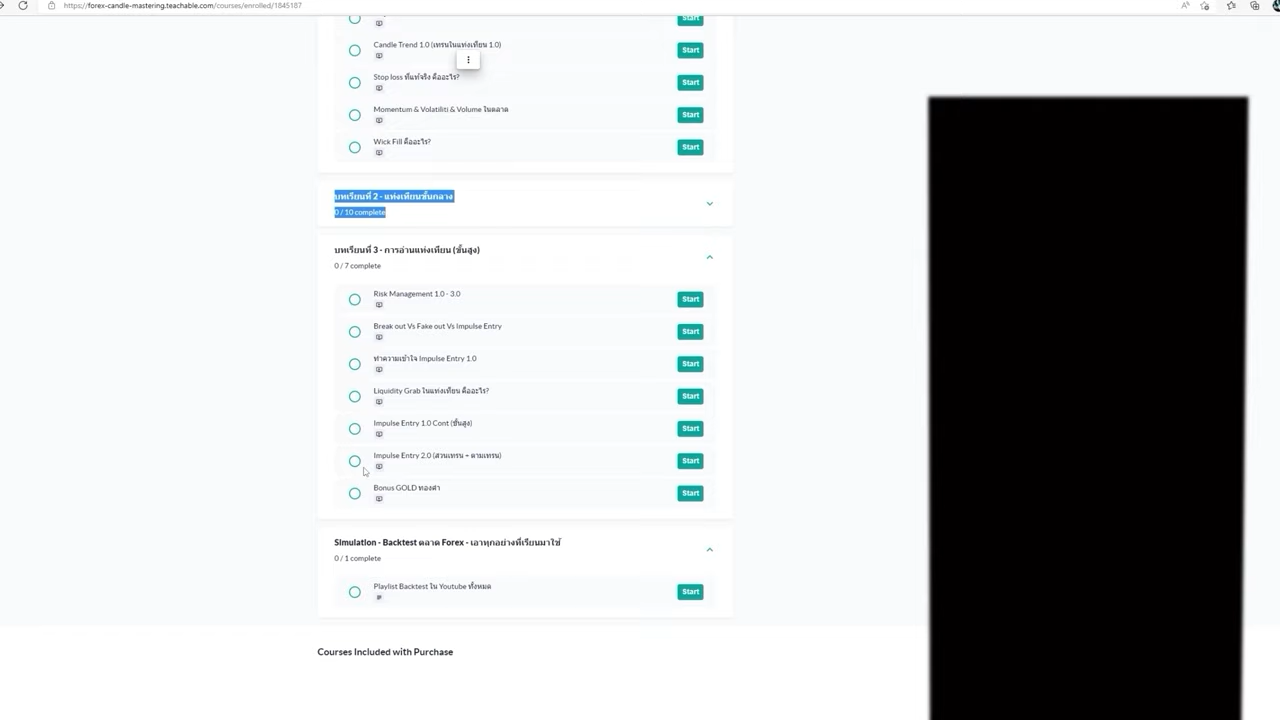 https://forex-candle-mastering.teachable.com/courses/enrolled/1845187
Start
Candle Trend 1.0 (เทรนในแท่งเทียน 1.0)
Start
Stop loss ที่แท้จริง คืออะไร?
Start
Momentum & Volatiliti & Volume ในตลาด
Start
Wick Fill คืออะไร?
Start
บทเรียนที่ 2 - แท่งเทียนขั้นกลาง
0 / 10 complete
บทเรียนที่ 3 - การอ่านแท่งเทียน (ขั้นสูง)
0 / 7 complete
Risk Management 1.0 - 3.0
Start
Break out Vs Fake out Vs Impulse Entry
Start
ทำความเข้าใจ Impulse Entry 1.0
Start
Liquidity Grab ในแท่งเทียน คืออะไร?
Start
Impulse Entry 1.0 Cont (ขั้นสูง)
Start
Impulse Entry 2.0 (สวนเทรน - ตามเทรน)
Start
Bonus GOLD ทองคำ
Start
Simulation - Backtest ตลาด Forex - เอาทุกอย่างที่เรียนมาใช้
0 / 1 complete
Playlist Backtest ใน Youtube ทั้งหมด
Start
Courses Included with Purchase